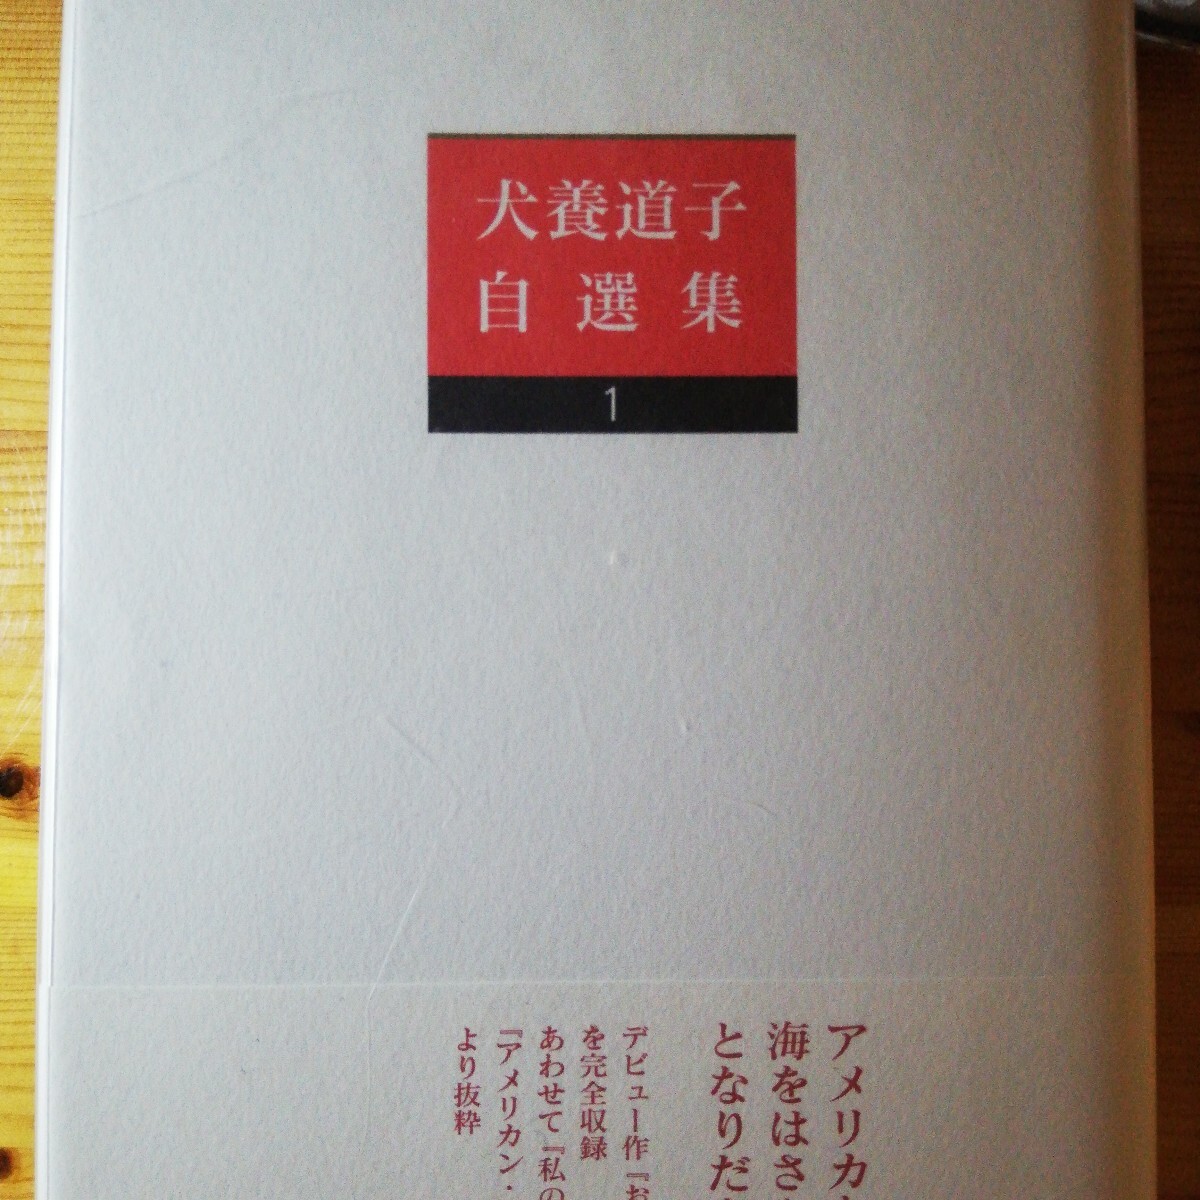 犬養道子
自選集
1
アメリカ
海をはさ
となりだ
デビュー作『お
を完全収録
あわせて『私の
『アメリカン・
より抜粋